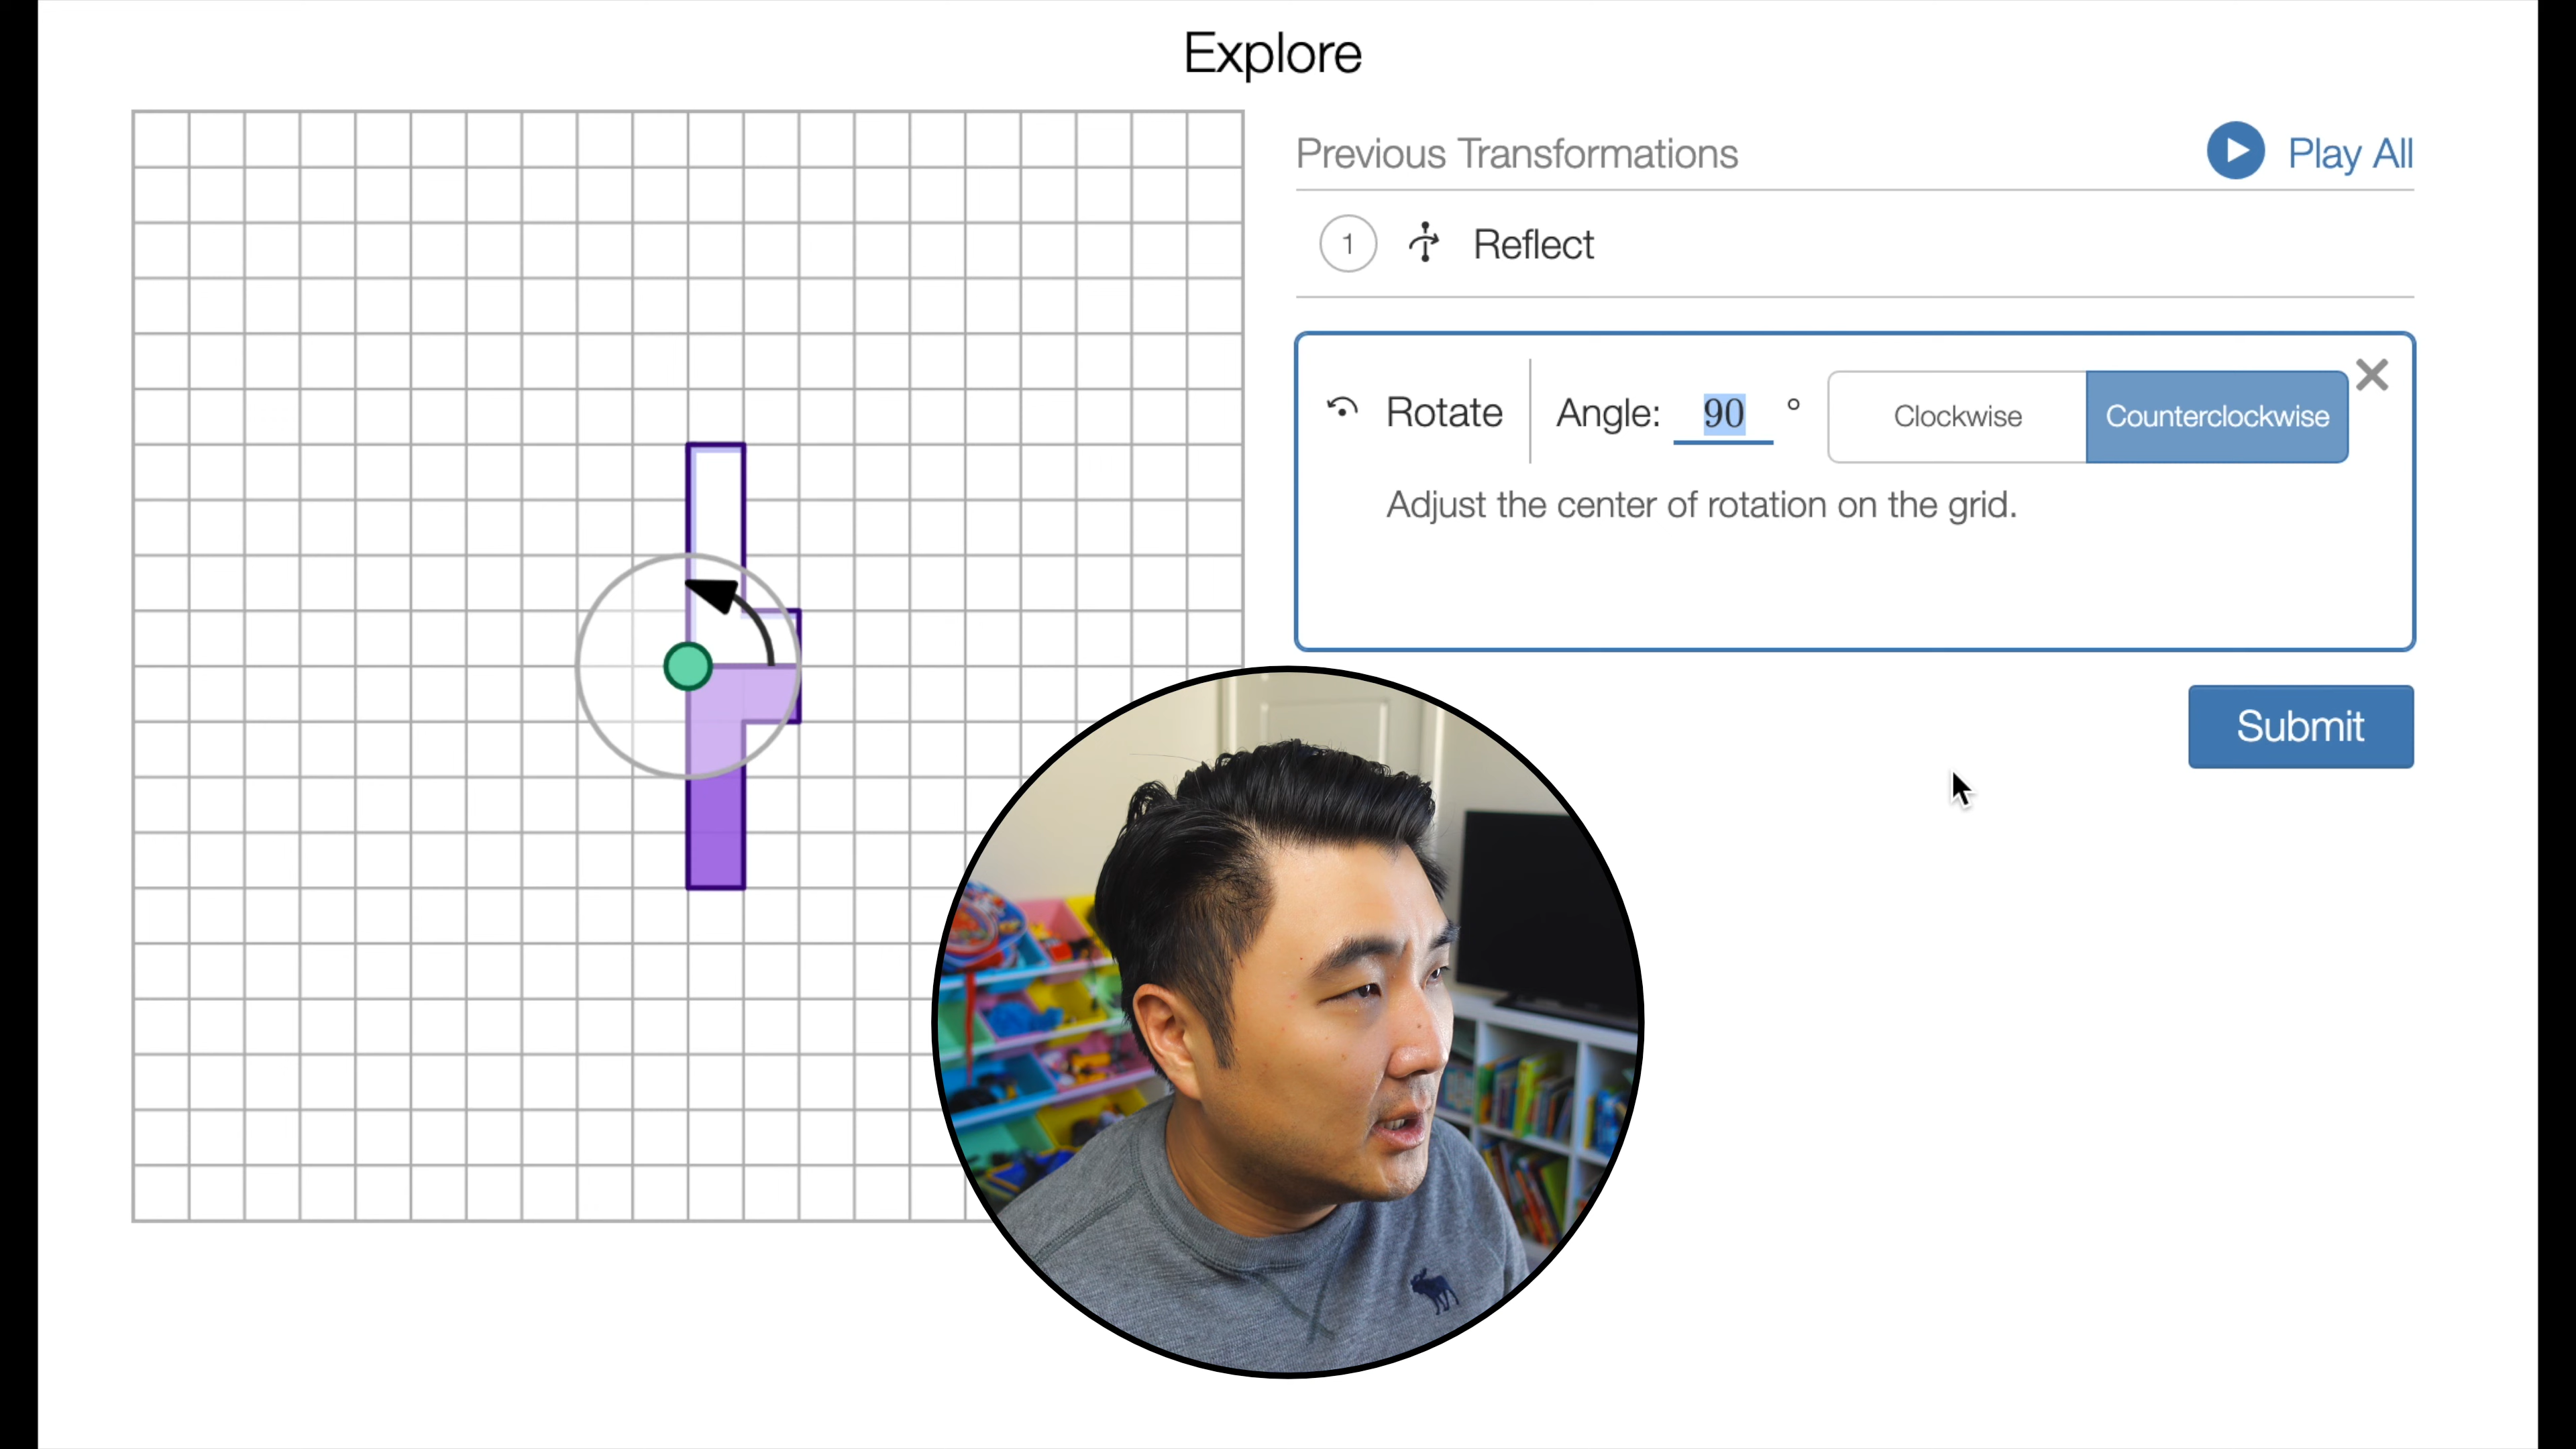 Explore
Previous Transformations
Play All
1 Reflect
Rotate Angle: 90 ° Clockwise Counterclockwise
Adjust the center of rotation on the grid.
Submit